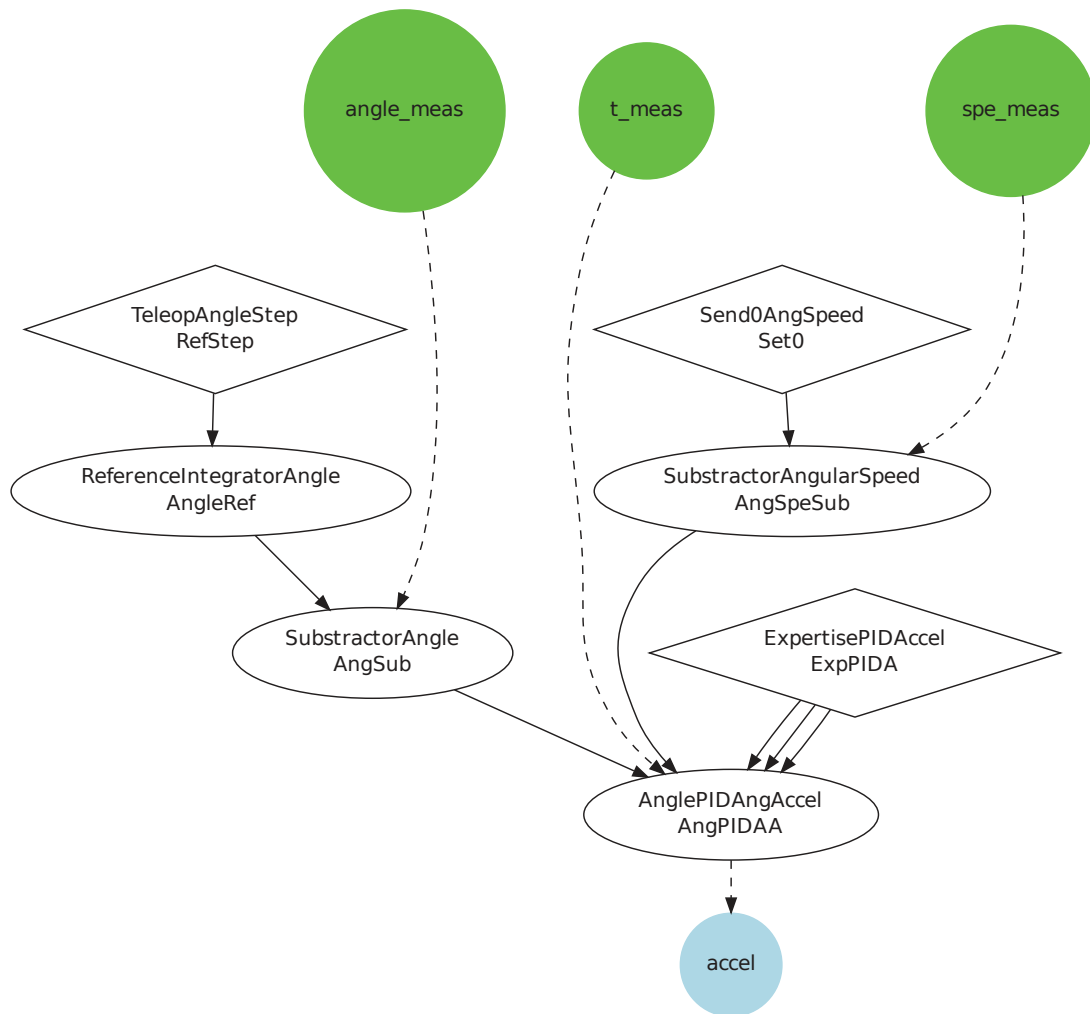 angle_meas
t_meas
spe_meas
TeleopAngleStep
RefStep
Send0AngSpeed
Set0
ReferenceIntegratorAngle
AngleRef
SubstractorAngularSpeed
AngSpeSub
SubstractorAngle
AngSub
ExpertisePIDAccel
ExpPIDA
AnglePIDAngAccel
AngPIDAA
accel